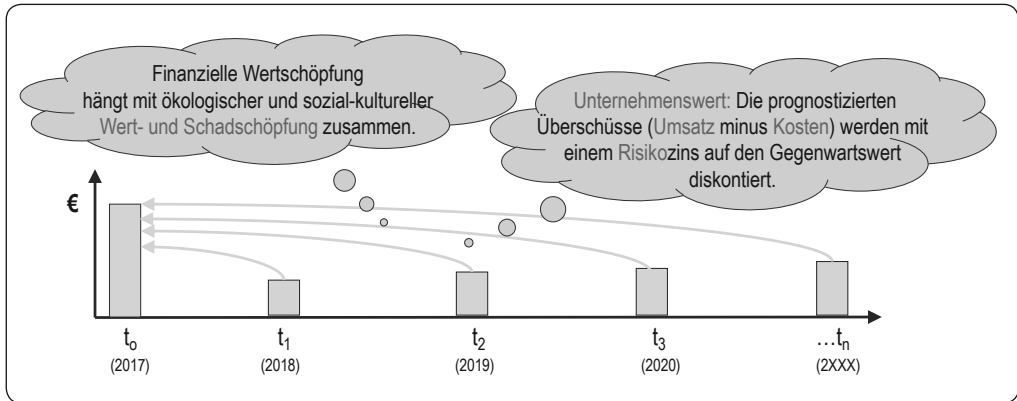 Finanzielle Wertschöpfung
hängt mit ökologischer und sozial-kultureller
Wert- und Schadschöpfung zusammen.
Unternehmenswert: Die prognostizierten
Überschüsse (Umsatz minus Kosten) werden mit
einem Risikozins auf den Gegenwartswert
diskontiert.
€
to t1 t2 t3 …tn
(2017) (2018) (2019) (2020) (2XXX)